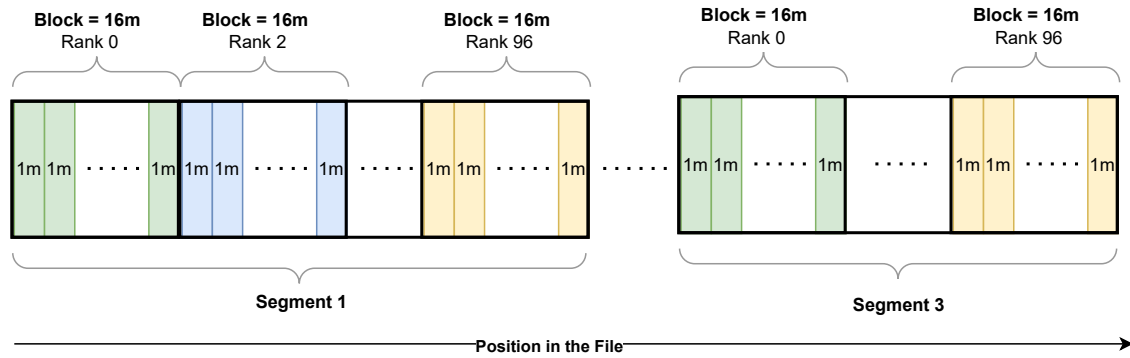 Block = 16m
Rank 0
Block = 16m
Rank 2
Block = 16m
Rank 96
Block = 16m
Rank 0
Block = 16m
Rank 96
1m 1m ..... 1m 1m 1m ..... 1m ..... 1m 1m ..... 1m ...... 1m 1m ..... 1m ..... 1m 1m ..... 1m
Segment 1
Segment 3
Position in the File